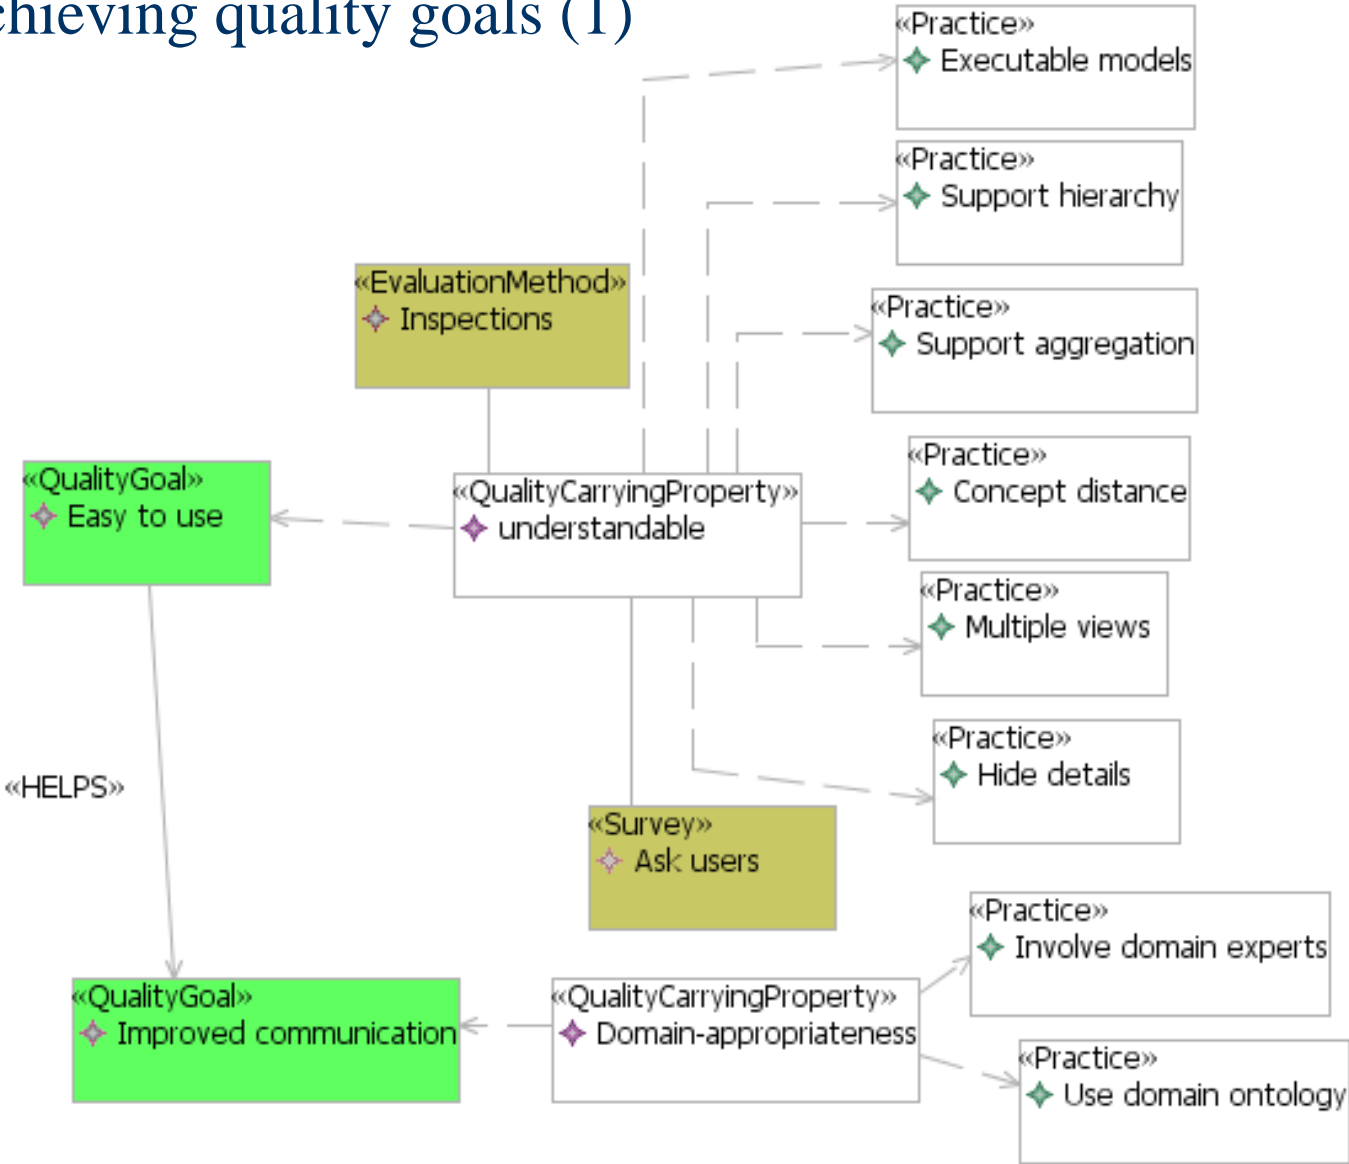 chieving quality goals (1)
«Practice»
Executable models
«Practice»
Support hierarchy
«EvaluationMethod»
Inspections
«Practice»
Support aggregation
«QualityGoal»
Easy to use
«QualityCarryingProperty»
understandable
«Practice»
Concept distance
«Practice»
Multiple views
«Practice»
Hide details
«HELPS»
«Survey»
Ask users
«Practice»
Involve domain experts
«QualityGoal»
Improved communication
«QualityCarryingProperty»
Domain-appropriateness
«Practice»
Use domain ontology